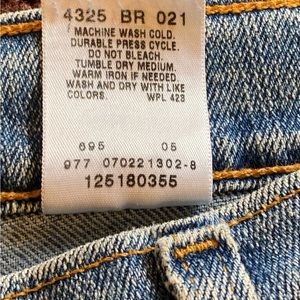 4325 BR 021
MACHINE WASH COLD.
DURABLE PRESS CYCLE.
DO NOT BLEACH.
TUMBLE DRY MEDIUM.
WARM IRON IF NEEDED.
WASH AND DRY WITH LIKE
COLORS. WPL 423
695 05
977 070221302-8
125180355